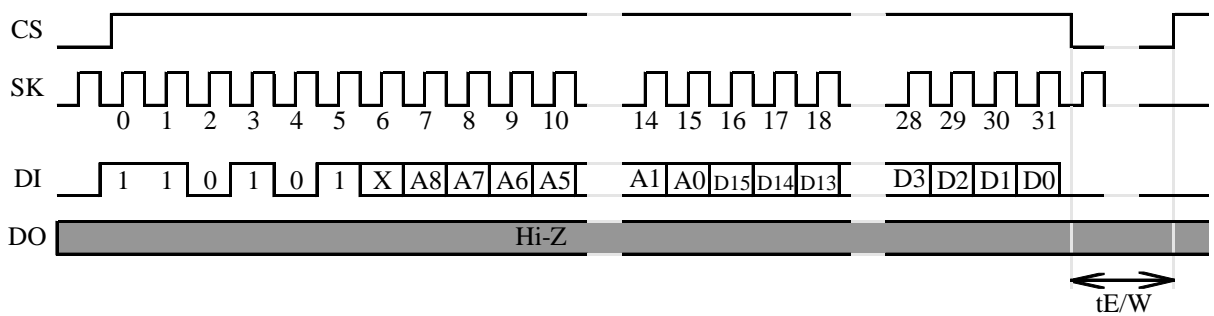 CS
SK
0 1 2 3 4 5 6 7 8 9 10 14 15 16 17 18 28 29 30 31
DI 1 1 0 1 0 1 X A8 A7 A6 A5 A1 A0 D15 D14 D13 D3 D2 D1 D0
DO Hi-Z
tE/W